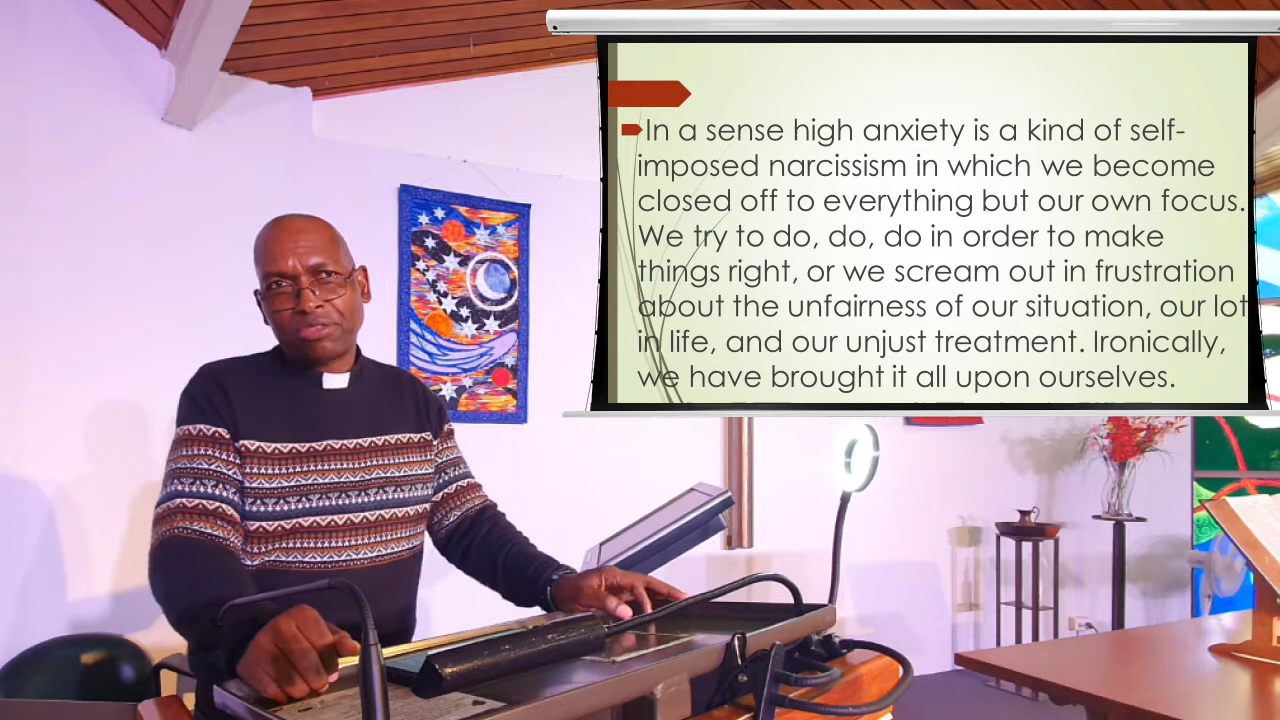 In a sense high anxiety is a kind of self-
imposed narcissism in which we become
closed off to everything but our own focus.
We try to do, do, do in order to make
things right, or we scream out in frustration
about the unfairness of our situation, our lot
in life, and our unjust treatment. Ironically,
we have brought it all upon ourselves.